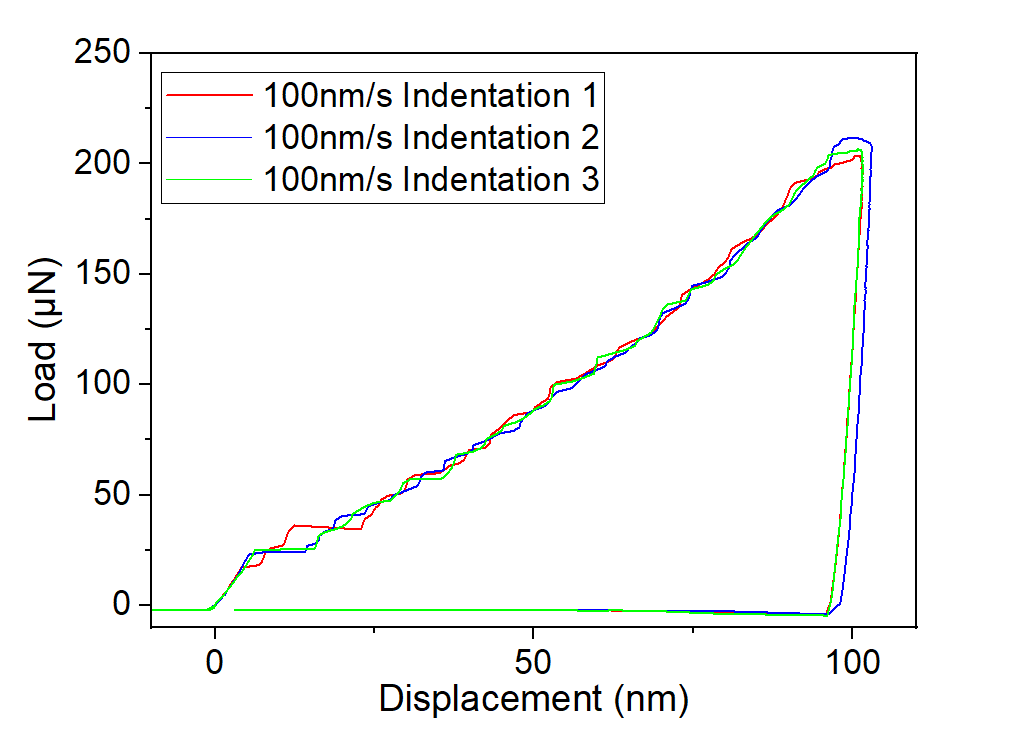 250
200
150
100
50
0
Load (μN)
100nm/s Indentation 1
100nm/s Indentation 2
100nm/s Indentation 3
0 50 100
Displacement (nm)